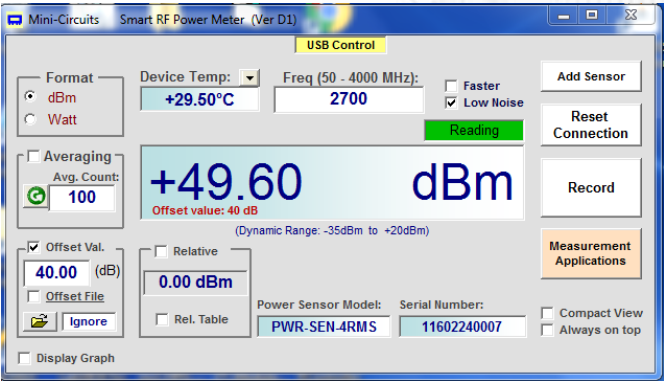 Mini-Circuits Smart RF Power Meter (Ver D1)
USB Control
Format
dBm
Watt
Device Temp:
+29.50°C
Freq (50 - 4000 MHz):
2700
Faster
Low Noise
Reading
Add Sensor
Reset
Connection
Averaging
Avg. Count:
100
+49.60 dBm
Offset value: 40 dB
(Dynamic Range: -35dBm to +20dBm)
Record
Offset Val.
40.00 (dB)
Offset File
Ignore
Relative
0.00 dBm
Rel. Table
Measurement
Applications
Power Sensor Model:
PWR-SEN-4RMS
Serial Number:
11602240007
Compact View
Always on top
Display Graph